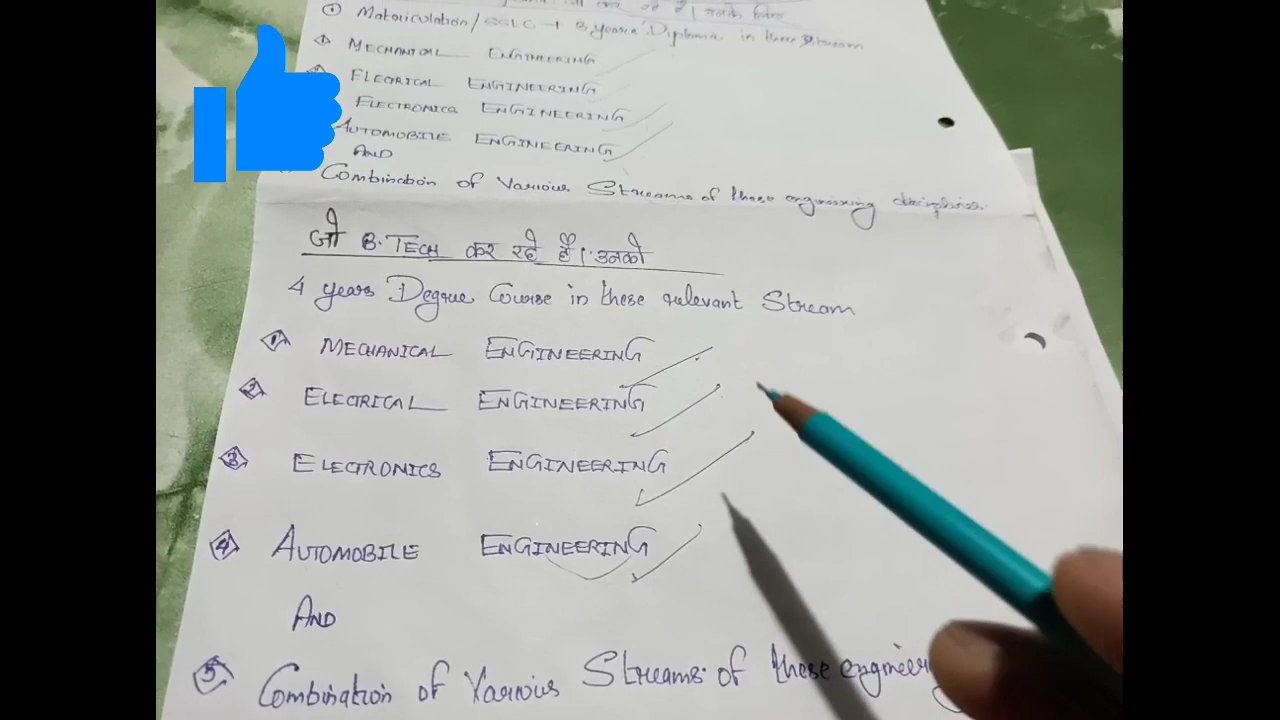 ① Matriculation/SSLC + 3 years Diploma in these Stream
① MECHANICAL ENGINEERING
② ELECTRICAL ENGINEERING
ELECTRONICS ENGINEERING
AUTOMOBILE ENGINEERING
AND
Combination of Various Streams of these engineering disciplines
जो B.TECH कर रहे हैं। उनको
4 years Degree Course in these relevant Stream
1 MECHANICAL ENGINEERING
2 ELECTRICAL ENGINEERING
3 ELECTRONICS ENGINEERING
4 AUTOMOBILE ENGINEERING
AND
5 Combination of Various Streams of these engineering